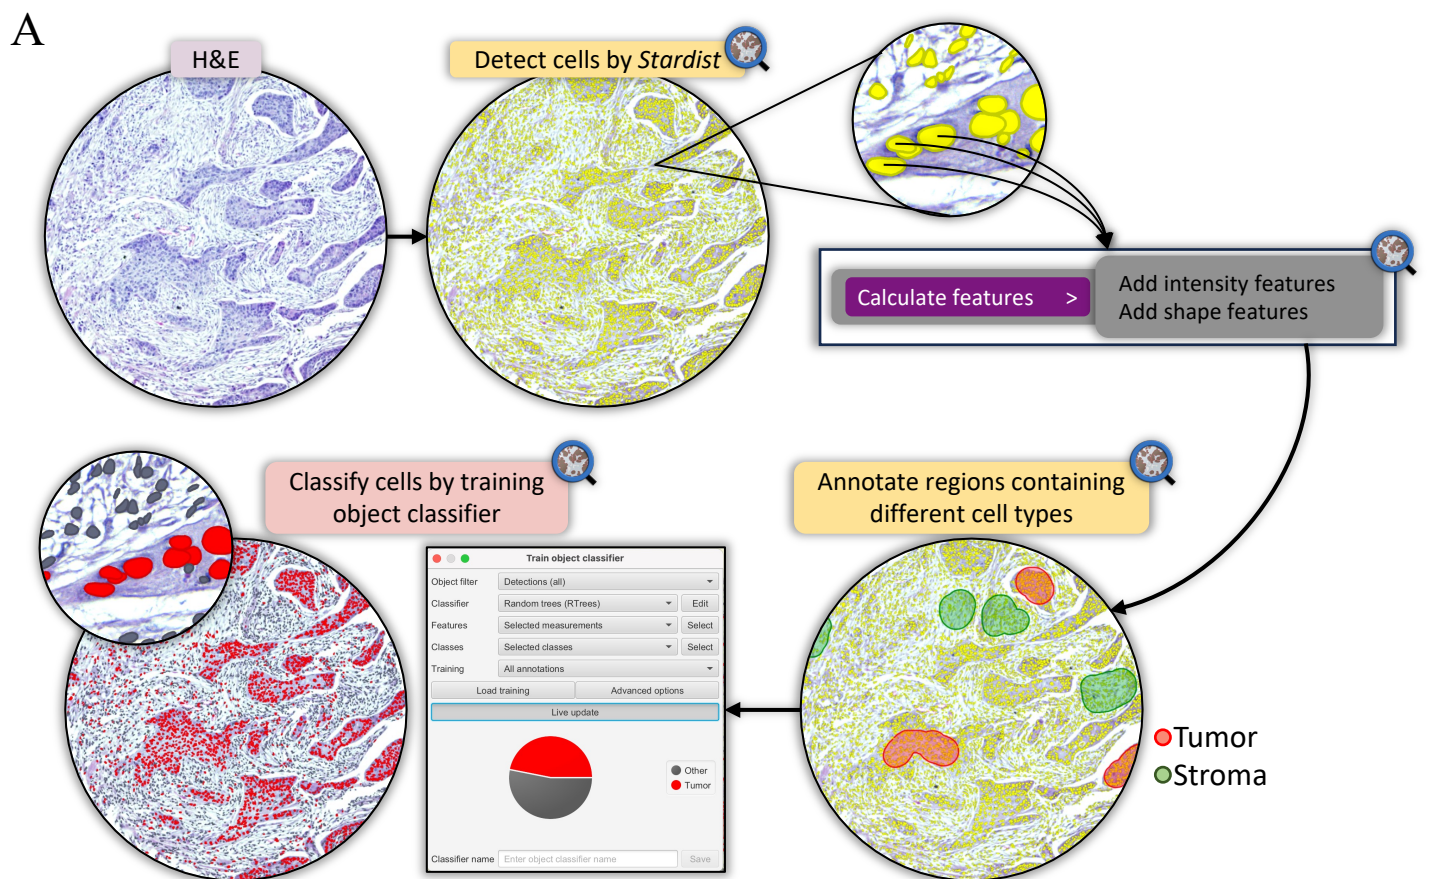 A
H&E
Detect cells by Stardist
Calculate features >
Add intensity features
Add shape features
Classify cells by training
object classifier
Annotate regions containing
different cell types
Train object classifier
Object filter Detections (all)
Classifier Random trees (RTrees) Edit
Features Selected measurements Select
Classes Selected classes Select
Training All annotations
Load training Advanced options
Live update
Other
Tumor
Classifier name Enter object classifier name Save
Tumor
Stroma